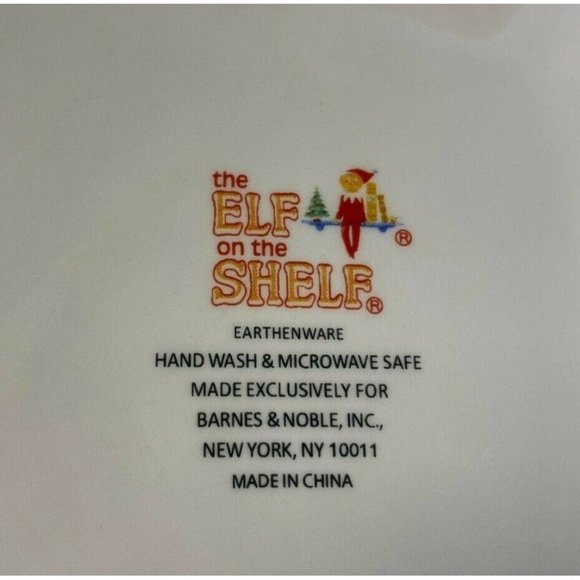 the
ELF
on the
SHELF®
®
EARTHENWARE
HAND WASH & MICROWAVE SAFE
MADE EXCLUSIVELY FOR
BARNES & NOBLE, INC.,
NEW YORK, NY 10011
MADE IN CHINA